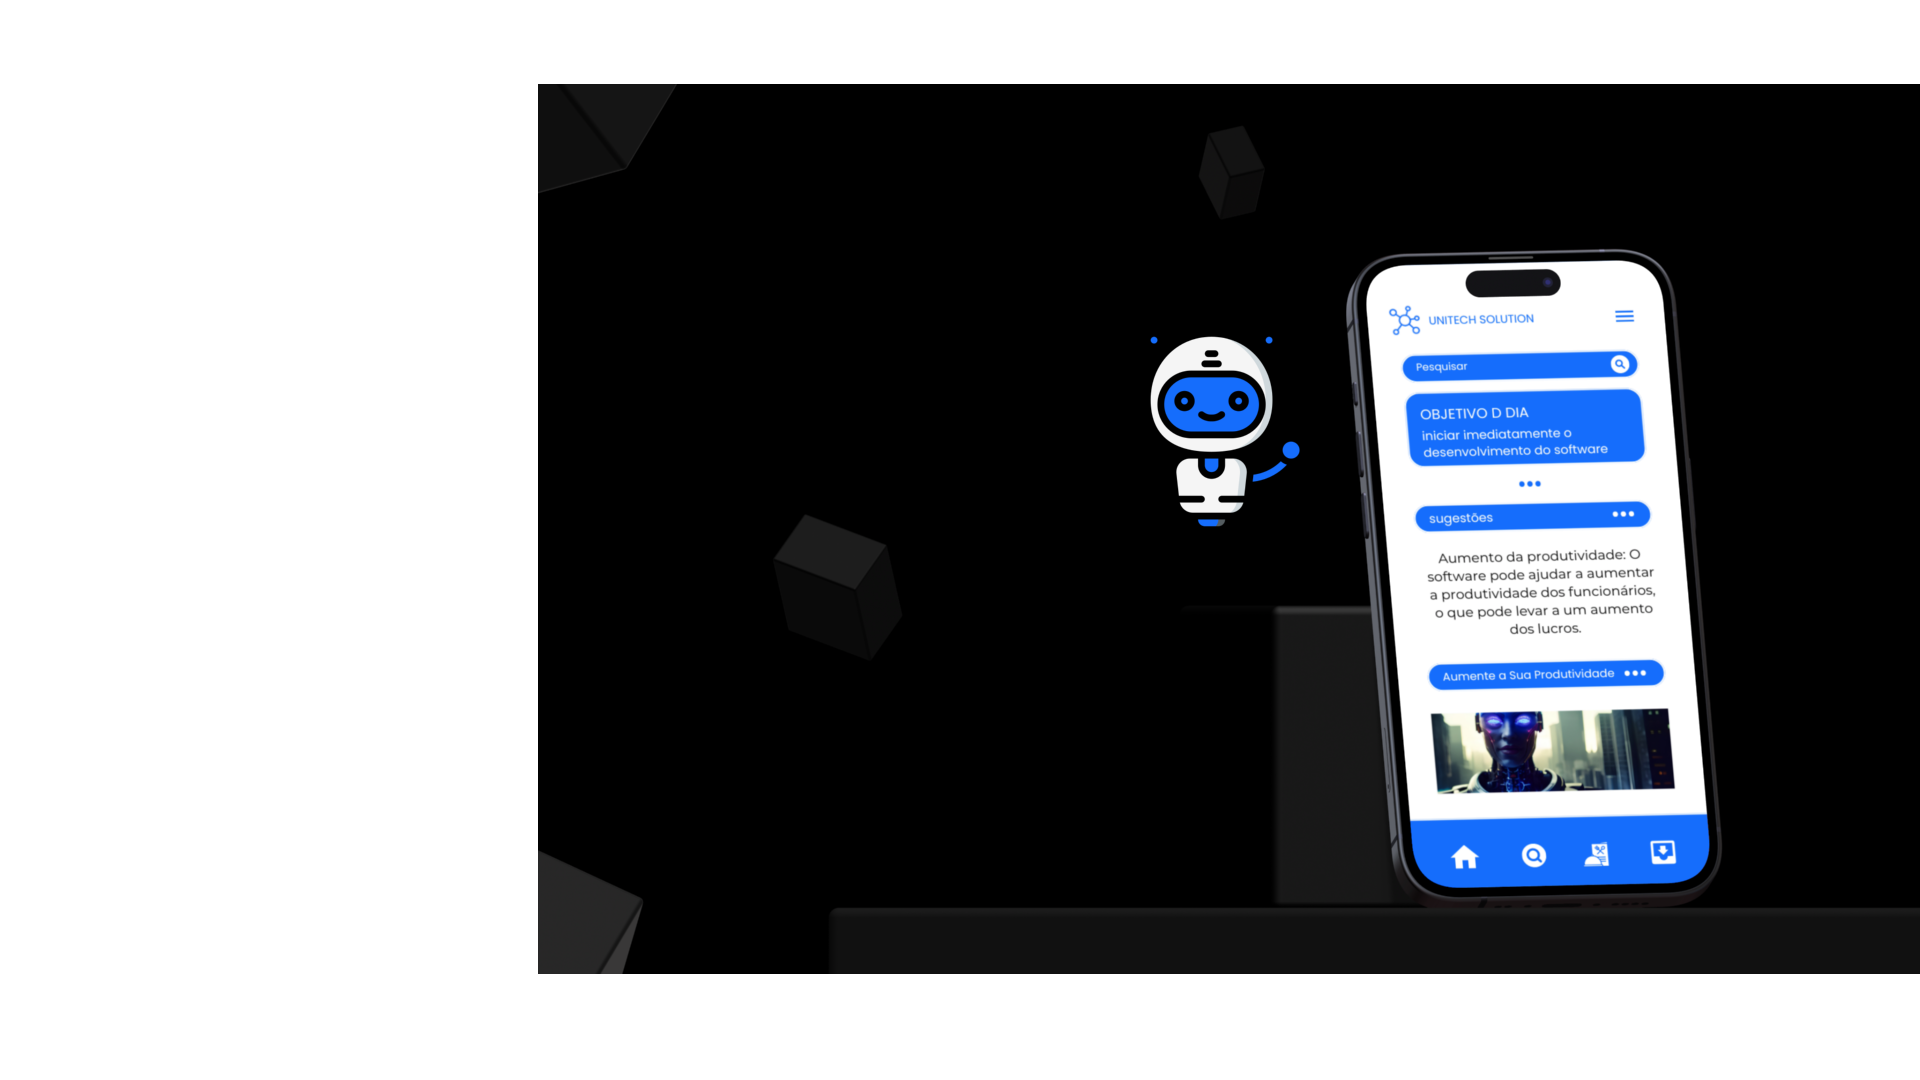 UNITECH SOLUTION
Pesquisar
OBJETIVO D DIA
iniciar imediatamente o
desenvolvimento do software
sugestões
Aumento da produtividade: O
software pode ajudar a aumentar
a produtividade dos funcionários,
o que pode levar a um aumento
dos lucros.
Aumente a Sua Produtividade